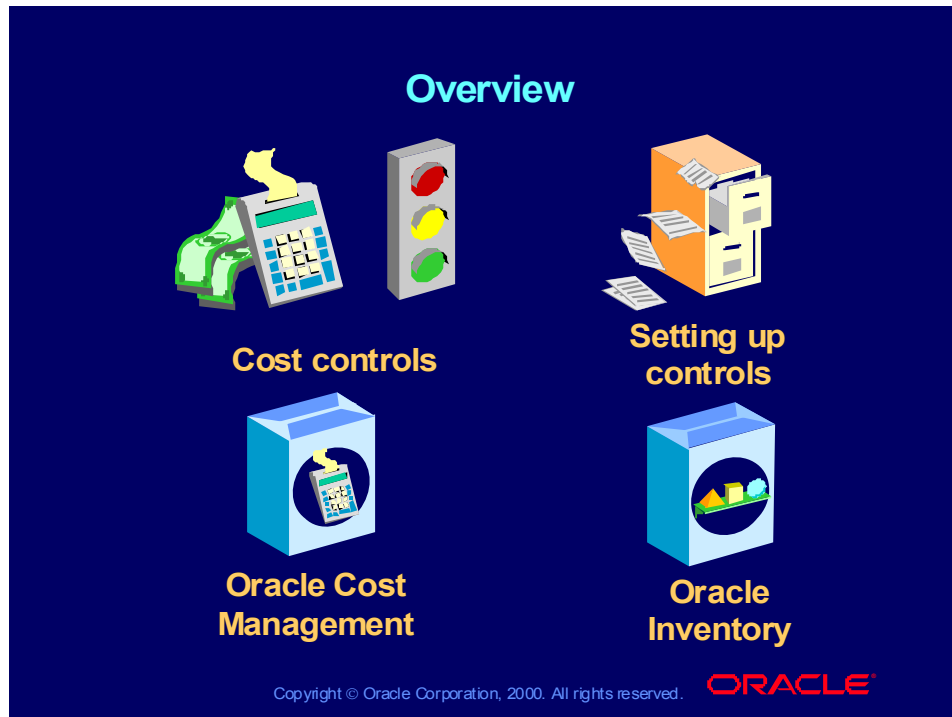 Overview
Cost controls
Setting up
controls
Oracle Cost
Management
Oracle
Inventory
Copyright © Oracle Corporation, 2000. All rights reserved.
ORACLE®